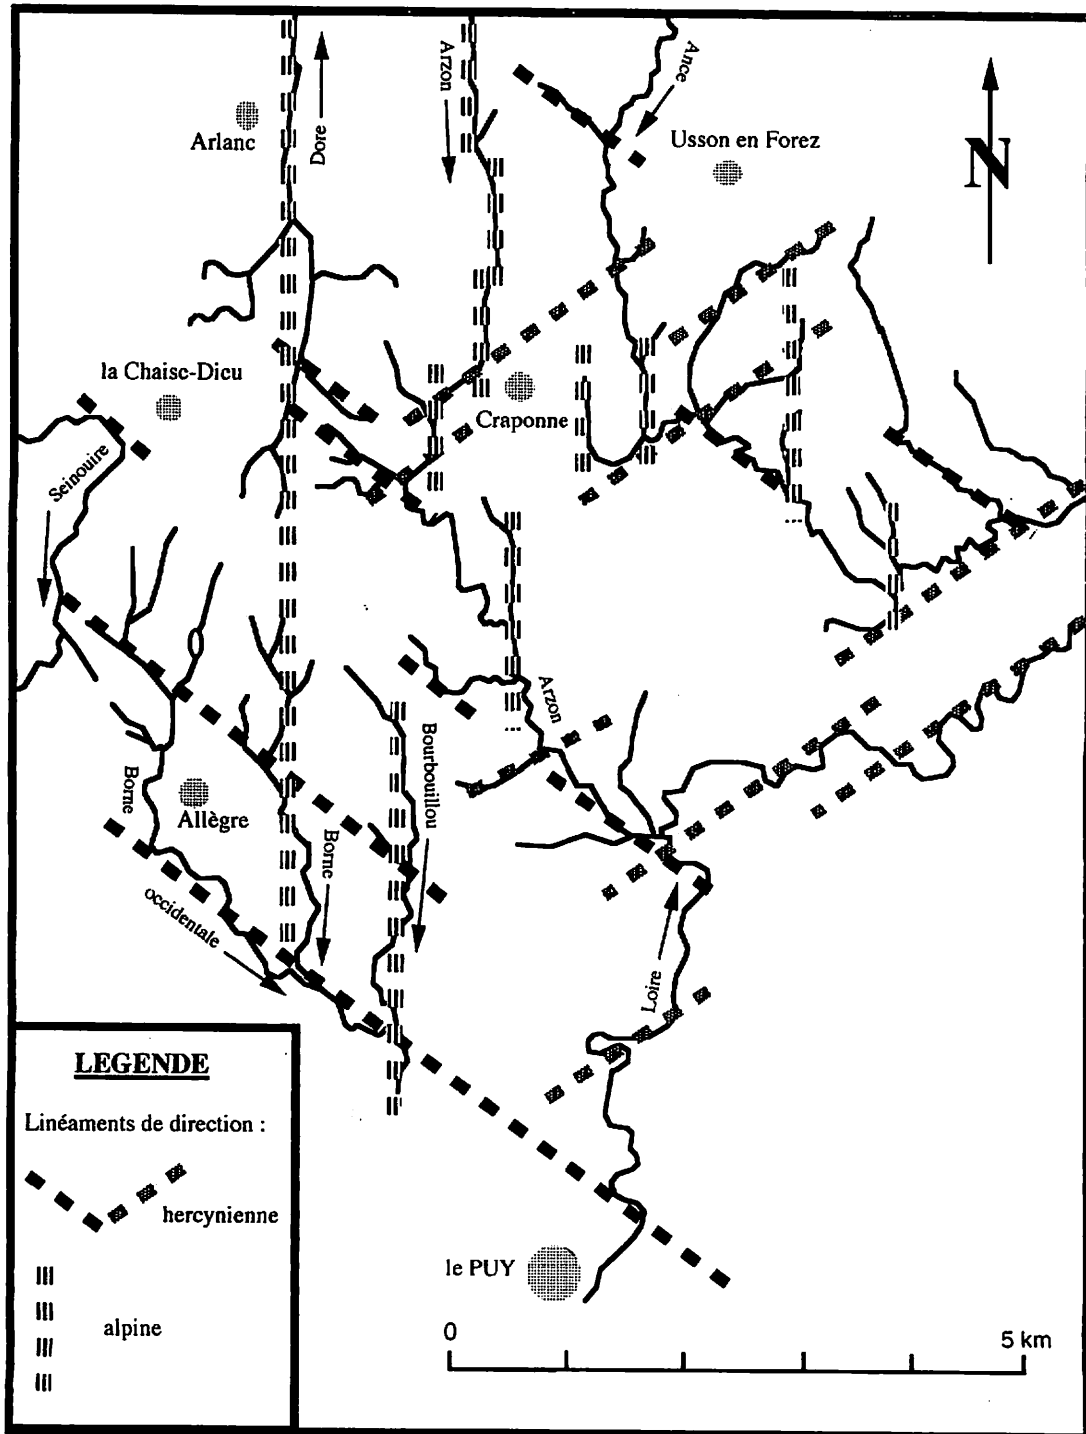 Arzon
Ance
Arlanc
Dore
Usson en Forez
N
la Chaise-Dieu
Craponne
Seinouire
Arzon
Bourbouillou
Borne
Allègre
Borne
occidentale
Loire
LEGENDE
Linéaments de direction :
hercynienne
alpine
le PUY
0
5 km